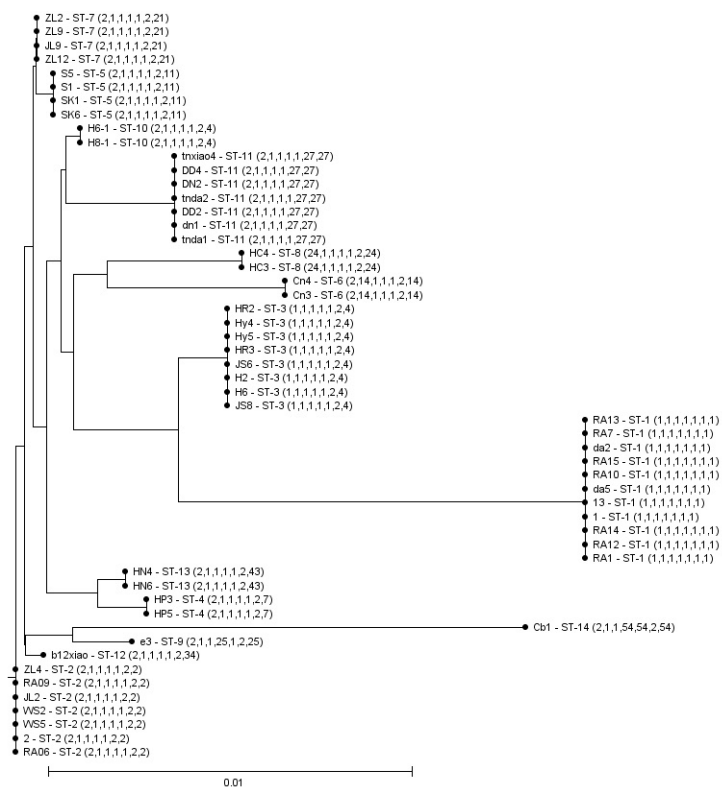 ZL2 - ST-7 (2,1,1,1,1,2,21)
ZL9 - ST-7 (2,1,1,1,1,2,21)
JL9 - ST-7 (2,1,1,1,1,2,21)
ZL12 - ST-7 (2,1,1,1,1,2,21)
S5 - ST-5 (2,1,1,1,1,2,11)
S1 - ST-5 (2,1,1,1,1,2,11)
SK1 - ST-5 (2,1,1,1,1,2,11)
SK6 - ST-5 (2,1,1,1,1,2,11)
H6-1 - ST-10 (2,1,1,1,1,2,4)
H8-1 - ST-10 (2,1,1,1,1,2,4)
tnxiao4 - ST-11 (2,1,1,1,1,27,27)
DD4 - ST-11 (2,1,1,1,1,27,27)
DN2 - ST-11 (2,1,1,1,1,27,27)
tnda2 - ST-11 (2,1,1,1,1,27,27)
DD2 - ST-11 (2,1,1,1,1,27,27)
dn1 - ST-11 (2,1,1,1,1,27,27)
tnda1 - ST-11 (2,1,1,1,1,27,27)
HC4 - ST-8 (24,1,1,1,1,2,24)
HC3 - ST-8 (24,1,1,1,1,2,24)
Cn4 - ST-6 (2,14,1,1,1,2,14)
Cn3 - ST-6 (2,14,1,1,1,2,14)
HR2 - ST-3 (1,1,1,1,1,2,4)
Hy4 - ST-3 (1,1,1,1,1,2,4)
Hy5 - ST-3 (1,1,1,1,1,2,4)
HR3 - ST-3 (1,1,1,1,1,2,4)
JS6 - ST-3 (1,1,1,1,1,2,4)
H2 - ST-3 (1,1,1,1,1,2,4)
H6 - ST-3 (1,1,1,1,1,2,4)
JS8 - ST-3 (1,1,1,1,1,2,4)
RA13 - ST-1 (1,1,1,1,1,1,1)
RA7 - ST-1 (1,1,1,1,1,1,1)
da2 - ST-1 (1,1,1,1,1,1,1)
RA15 - ST-1 (1,1,1,1,1,1,1)
RA10 - ST-1 (1,1,1,1,1,1,1)
da5 - ST-1 (1,1,1,1,1,1,1)
13 - ST-1 (1,1,1,1,1,1,1)
1 - ST-1 (1,1,1,1,1,1,1)
RA14 - ST-1 (1,1,1,1,1,1,1)
RA12 - ST-1 (1,1,1,1,1,1,1)
RA1 - ST-1 (1,1,1,1,1,1,1)
HN4 - ST-13 (2,1,1,1,1,2,43)
HN6 - ST-13 (2,1,1,1,1,2,43)
HP3 - ST-4 (2,1,1,1,1,2,7)
HP5 - ST-4 (2,1,1,1,1,2,7)
Cb1 - ST-14 (2,1,1,54,54,2,54)
e3 - ST-9 (2,1,1,25,1,2,25)
b12xiao - ST-12 (2,1,1,1,1,2,34)
ZL4 - ST-2 (2,1,1,1,1,2,2)
RA09 - ST-2 (2,1,1,1,1,2,2)
JL2 - ST-2 (2,1,1,1,1,2,2)
WS2 - ST-2 (2,1,1,1,1,2,2)
WS5 - ST-2 (2,1,1,1,1,2,2)
2 - ST-2 (2,1,1,1,1,2,2)
RA06 - ST-2 (2,1,1,1,1,2,2)
0.01